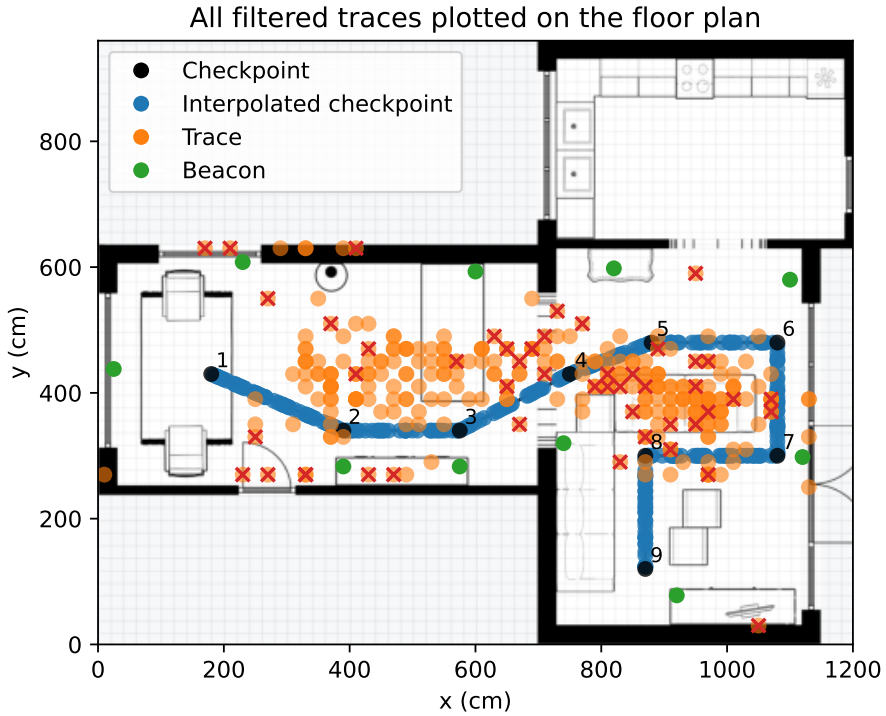 All filtered traces plotted on the floor plan
Checkpoint
Interpolated checkpoint
Trace
Beacon
800
600
400
200
0
y (cm)
1
2
3
4
5
6
7
8
9
0 200 400 600 800 1000 1200
x (cm)